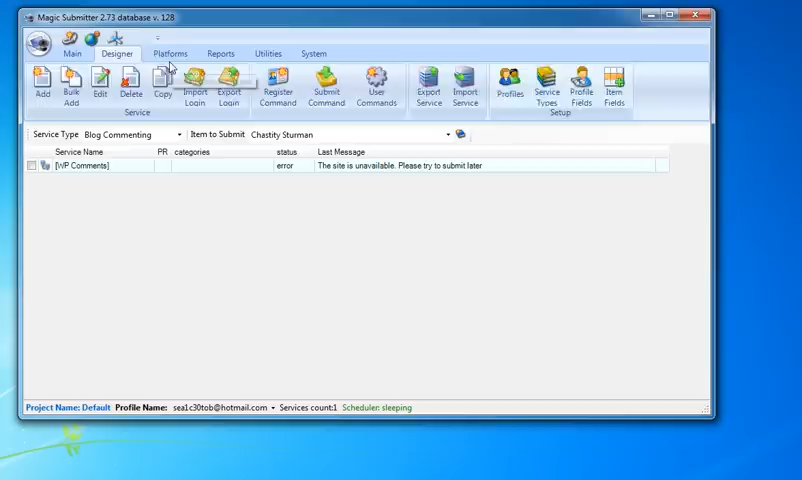 Magic Submitter 2.73 database v. 128
Main Designer Platforms Reports Utilities System
Add Bulk Add Edit Delete Copy Import Login Export Login Register Command Submit Command User Commands Export Service Import Service Profiles Service Types Profile Fields Item Fields
Service Setup
Service Type Blog Commenting Item to Submit Chastity Sturman
Service Name PR categories status Last Message
[WP Comments] error The site is unavailable. Please try to submit later
Project Name: Default Profile Name: sea1c30tob@hotmail.com Services count:1 Scheduler: sleeping